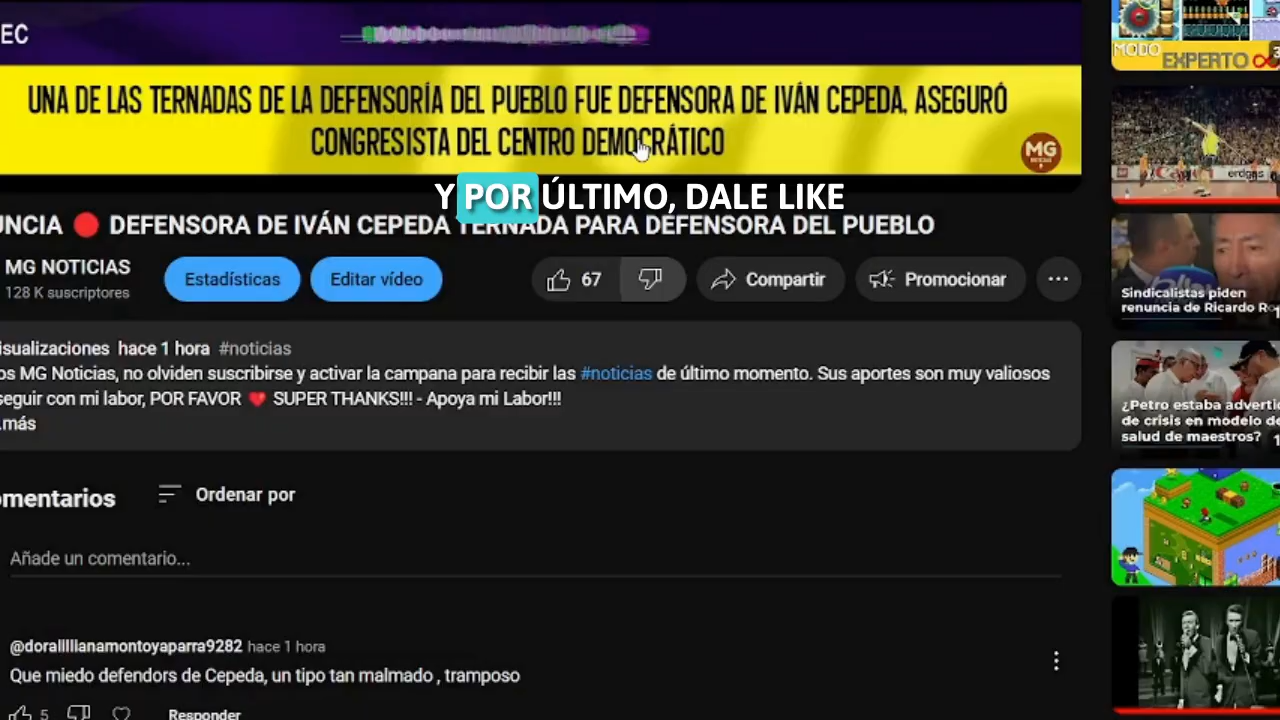 EC
UNA DE LAS TERNADAS DE LA DEFENSORÍA DEL PUEBLO FUE DEFENSORA DE IVÁN CEPEDA, ASEGURÓ
CONGRESISTA DEL CENTRO DEMOCRÁTICO
MG
NOTICIAS
Y POR ÚLTIMO, DALE LIKE
UNCIA 🔴 DEFENSORA DE IVÁN CEPEDA TERNADA PARA DEFENSORA DEL PUEBLO
MG NOTICIAS
128 K suscriptores
Estadísticas
Editar vídeo
67
Compartir
Promocionar
isualizaciones hace 1 hora #noticias
os MG Noticias, no olviden suscribirse y activar la campana para recibir las #noticias de último momento. Sus aportes son muy valiosos
seguir con mi labor, POR FAVOR ❤ SUPER THANKS!!! - Apoya mi Labor!!!
.más
omentarios
Ordenar por
Añade un comentario...
hace 1 hora
Que miedo defendors de Cepeda, un tipo tan malmado , tramposo
5
Responder
MODO
EXPERTO
Sindicalistas piden
renuncia de Ricardo Ro
¿Petro estaba adverti
de crisis en modelo de
salud de maestros?